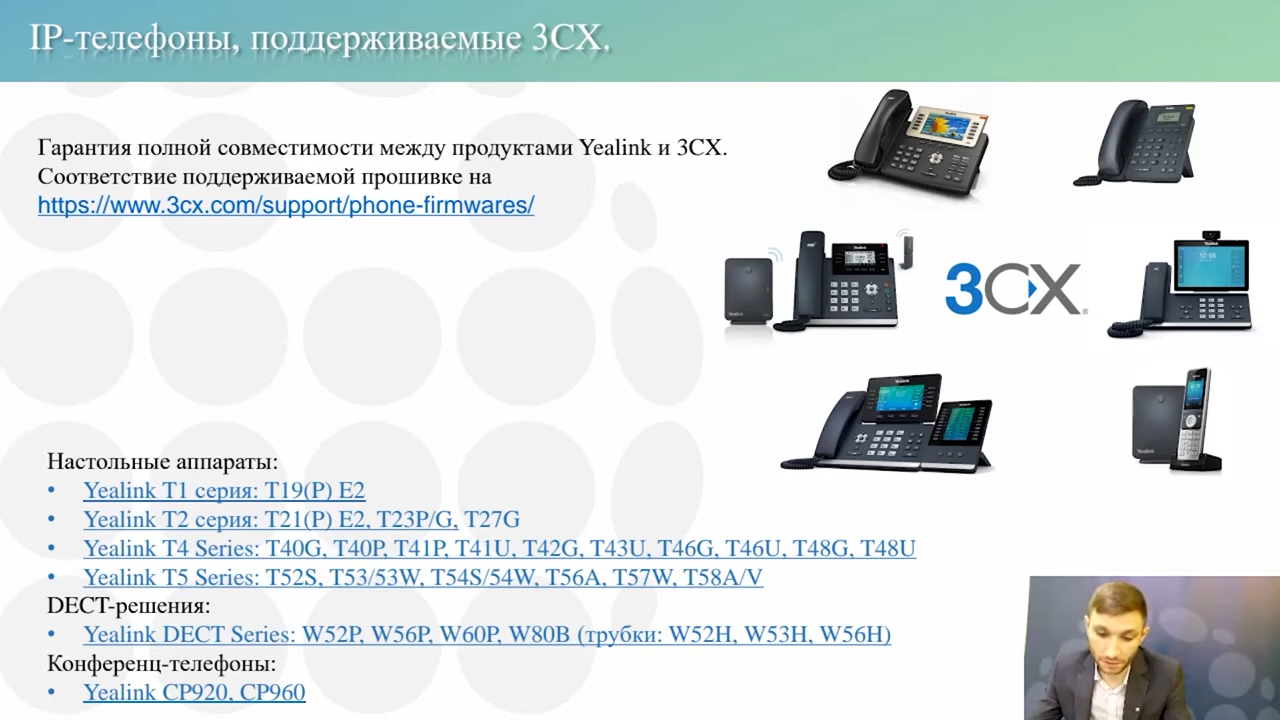 IP-телефоны, поддерживаемые 3CX.
Гарантия полной совместимости между продуктами Yealink и 3CX.
Соответствие поддерживаемой прошивке на
https://www.3cx.com/support/phone-firmwares/
3CX
Настольные аппараты:
• Yealink T1 серия: T19(P) E2
• Yealink T2 серия: T21(P) E2, T23P/G, T27G
• Yealink T4 Series: T40G, T40P, T41P, T41U, T42G, T43U, T46G, T46U, T48G, T48U
• Yealink T5 Series: T52S, T53/53W, T54S/54W, T56A, T57W, T58A/V
DECT-решения:
• Yealink DECT Series: W52P, W56P, W60P, W80B (трубки: W52H, W53H, W56H)
Конференц-телефоны:
• Yealink CP920, CP960